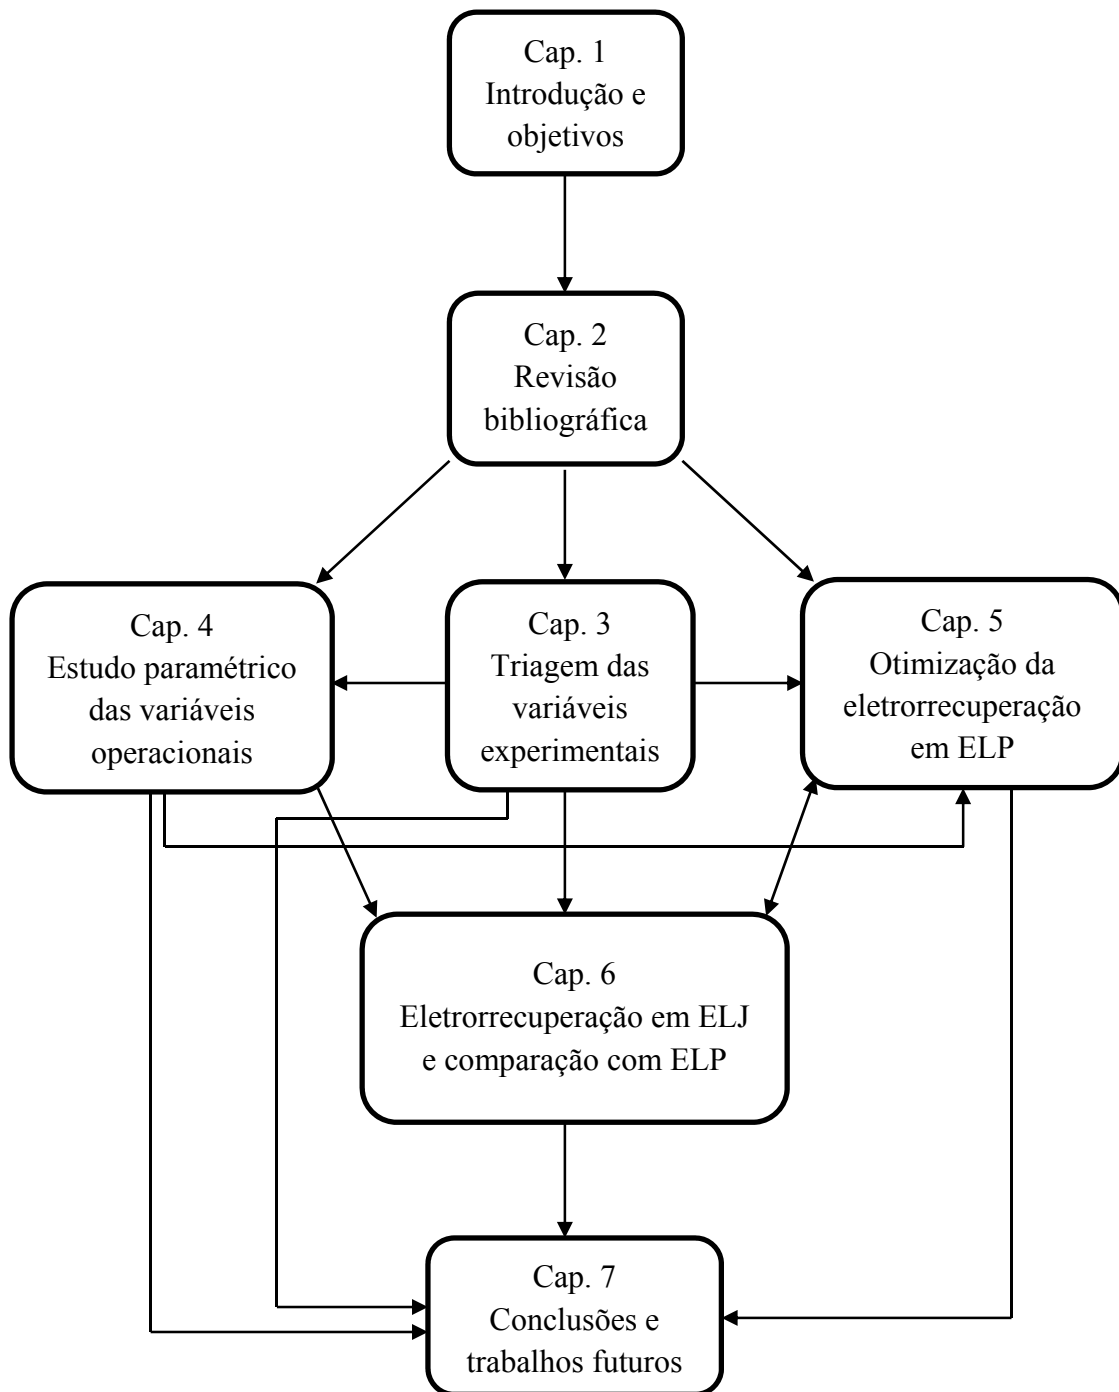 Cap. 1
Introdução e
objetivos
Cap. 2
Revisão
bibliográfica
Cap. 4
Estudo paramétrico
das variáveis
operacionais
Cap. 3
Triagem das
variáveis
experimentais
Cap. 5
Otimização da
eletrorrecuperação
em ELP
Cap. 6
Eletrorrecuperação em ELJ
e comparação com ELP
Cap. 7
Conclusões e
trabalhos futuros